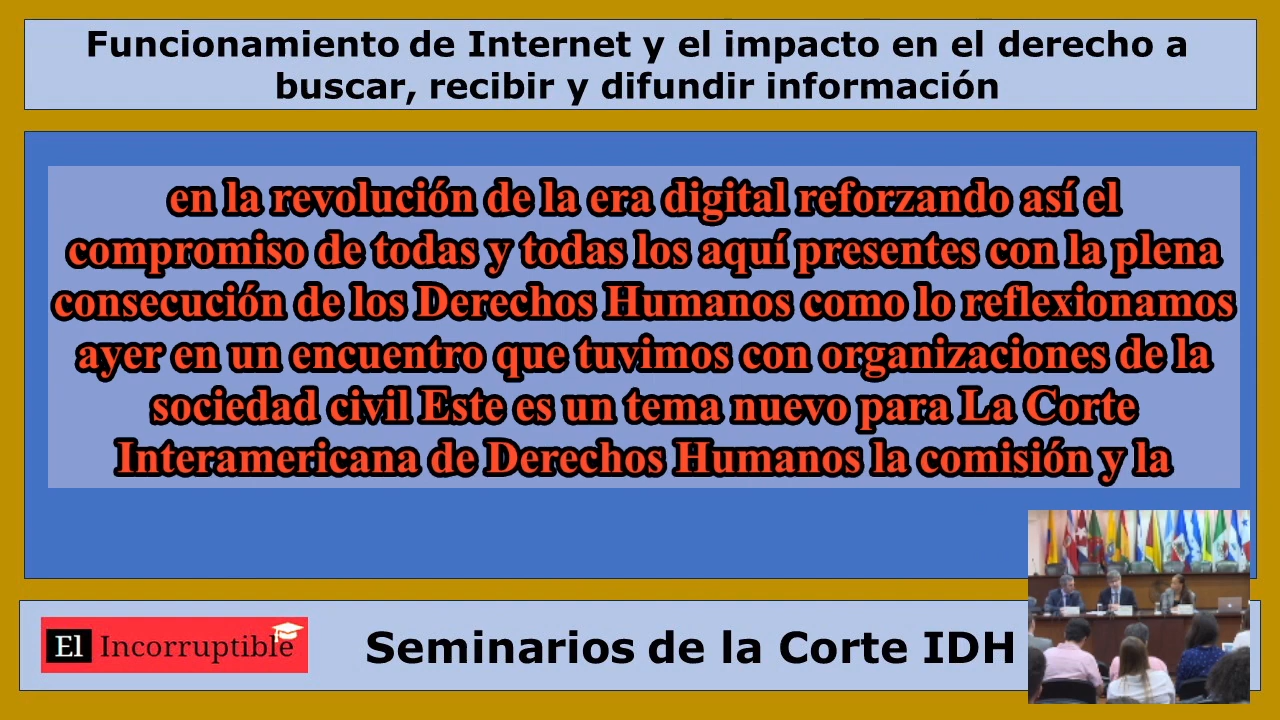 Funcionamiento de Internet y el impacto en el derecho a
buscar, recibir y difundir información
en la revolución de la era digital reforzando así el
compromiso de todas y todas los aquí presentes con la plena
consecución de los Derechos Humanos como lo reflexionamos
ayer en un encuentro que tuvimos con organizaciones de la
sociedad civil Este es un tema nuevo para La Corte
Interamericana de Derechos Humanos la comisión y la
El Incorruptible
Seminarios de la Corte IDH